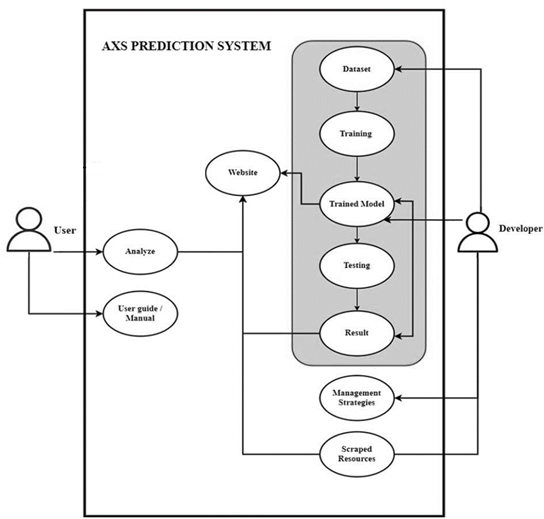 AXS PREDICTION SYSTEM
Dataset
Training
Website
Trained Model
User
Developer
Analyze
Testing
User guide /
Manual
Result
Management
Strategies
Scraped
Resources